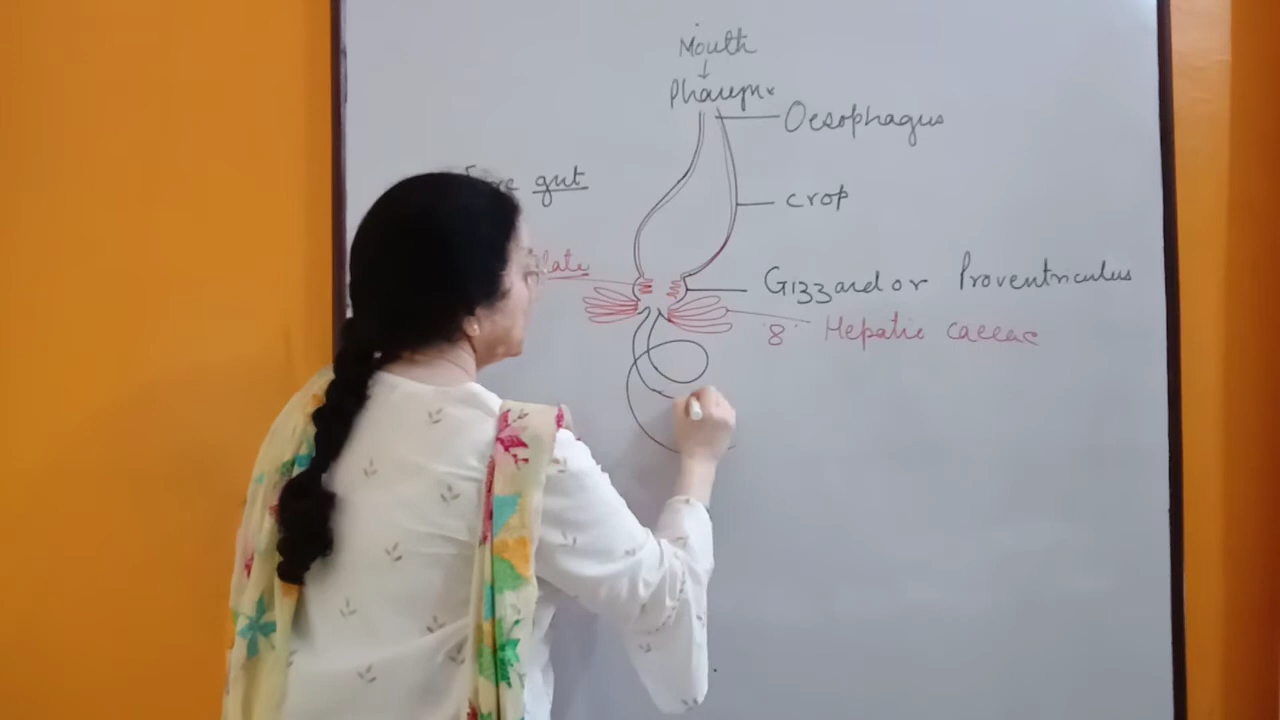 Mouth
↓
Pharynx
Oesophagus
gut
crop
Gizzard or Proventriculus
8 Hepatic caecae